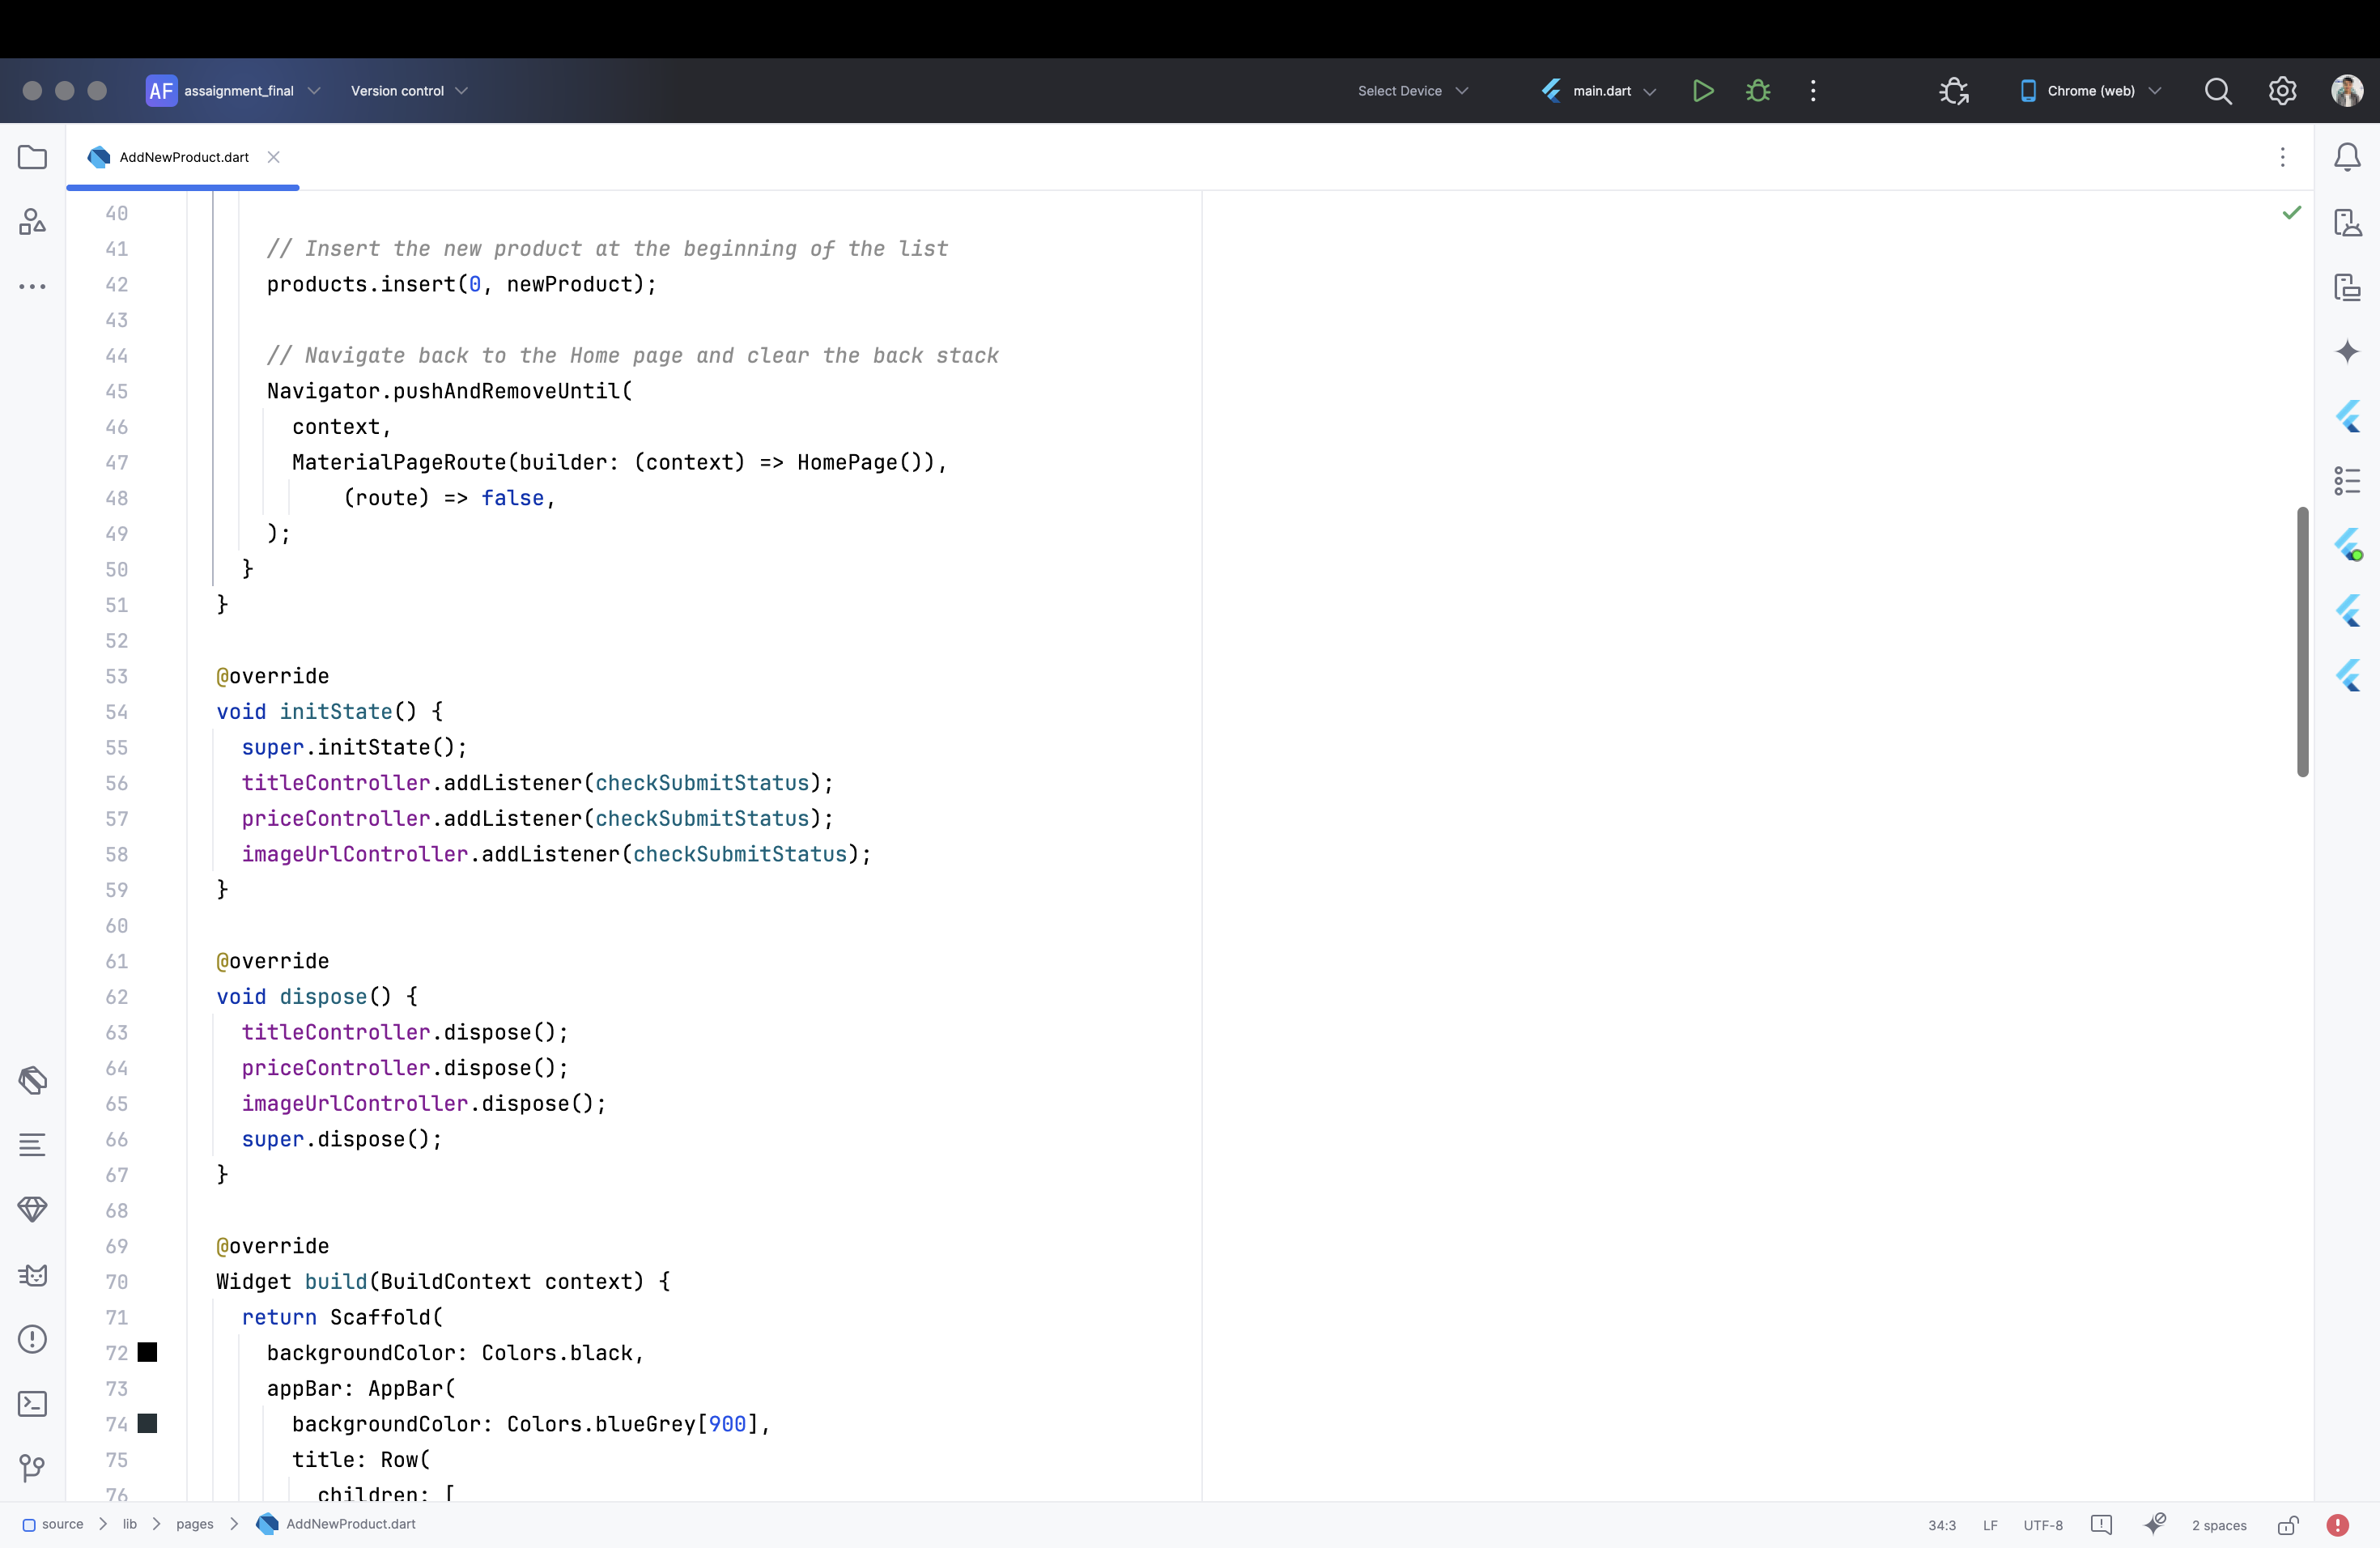 AF assaignment_final Version control Select Device main.dart Chrome (web)
AddNewProduct.dart
40
41 // Insert the new product at the beginning of the list
42 products.insert(0, newProduct);
43
44 // Navigate back to the Home page and clear the back stack
45 Navigator.pushAndRemoveUntil(
46 context,
47 MaterialPageRoute(builder: (context) => HomePage()),
48 (route) => false,
49 );
50 }
51 }
52
53 @override
54 void initState() {
55 super.initState();
56 titleController.addListener(checkSubmitStatus);
57 priceController.addListener(checkSubmitStatus);
58 imageUrlController.addListener(checkSubmitStatus);
59 }
60
61 @override
62 void dispose() {
63 titleController.dispose();
64 priceController.dispose();
65 imageUrlController.dispose();
66 super.dispose();
67 }
68
69 @override
70 Widget build(BuildContext context) {
71 return Scaffold(
72 backgroundColor: Colors.black,
73 appBar: AppBar(
74 backgroundColor: Colors.blueGrey[900],
75 title: Row(
76 children: [
source lib pages AddNewProduct.dart 34:3 LF UTF-8 2 spaces